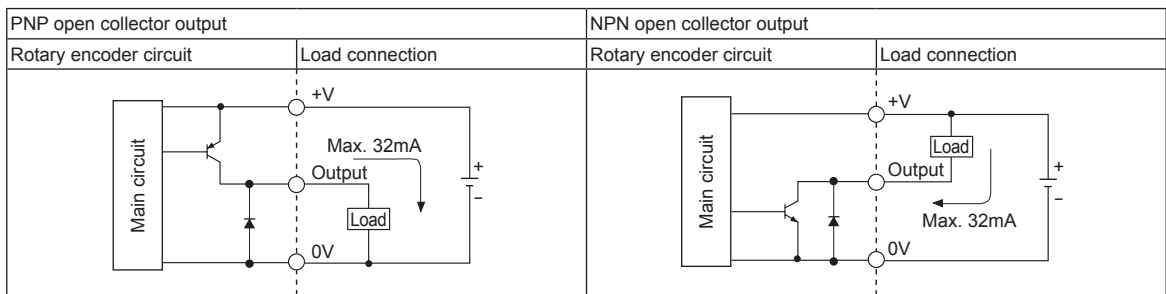 PNP open collector output
Rotary encoder circuit
Load connection
Main circuit
+V
Max. 32mA
Output
Load
+
−
0V
NPN open collector output
Rotary encoder circuit
Load connection
Main circuit
+V
Load
Output
Max. 32mA
+
−
0V